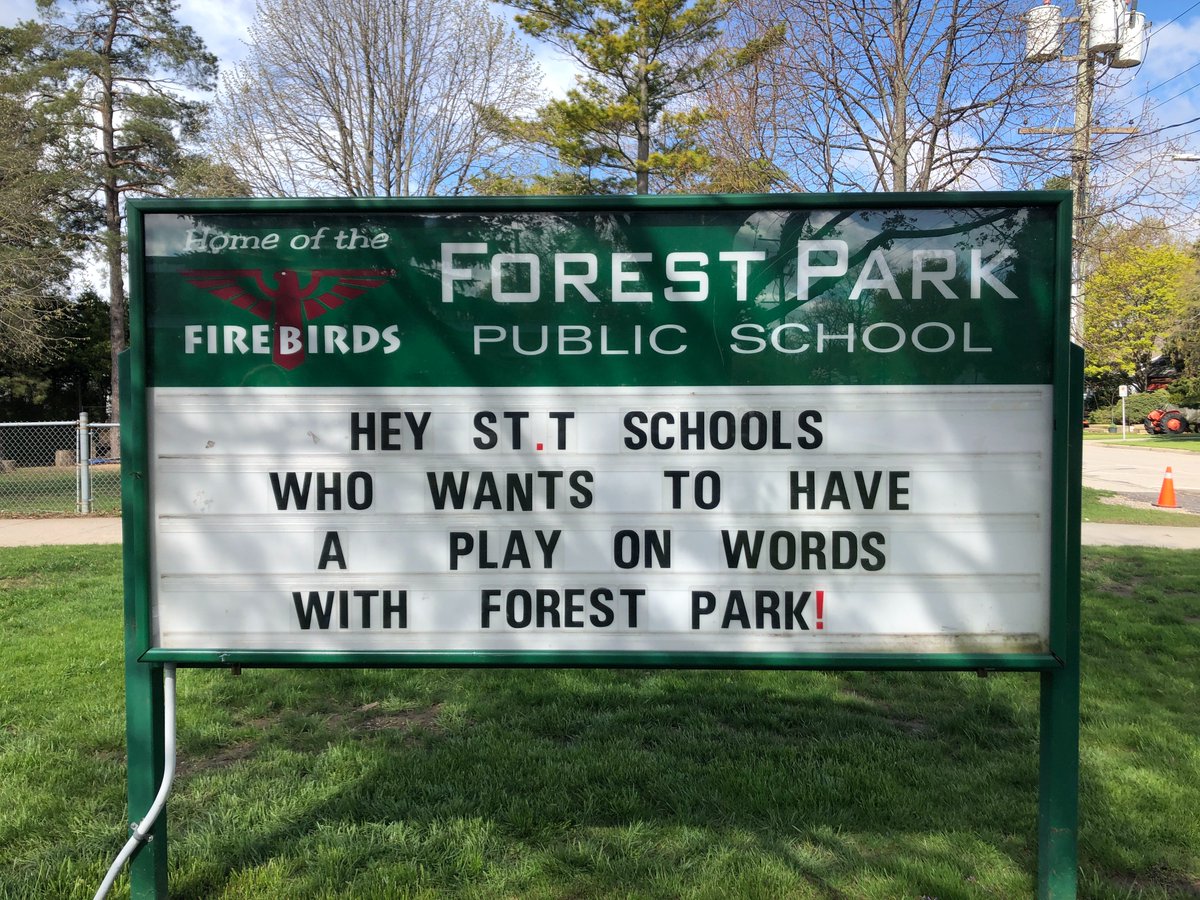 Home of the
FIREBIRDS
FOREST PARK
PUBLIC SCHOOL
HEY ST.T SCHOOLS
WHO WANTS TO HAVE
A PLAY ON WORDS
WITH FOREST PARK!